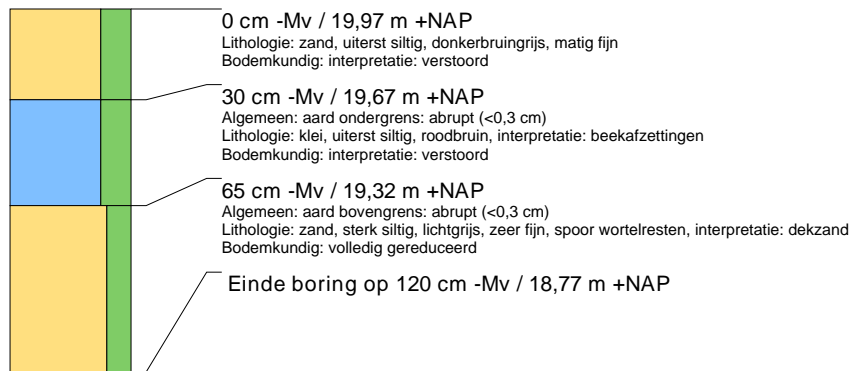 0 cm -Mv / 19,97 m +NAP
Lithologie: zand, uiterst siltig, donkerbruingrijs, matig fijn
Bodemkundig: interpretatie: verstoord
30 cm -Mv / 19,67 m +NAP
Algemeen: aard ondergrens: abrupt (<0,3 cm)
Lithologie: klei, uiterst siltig, roodbruin, interpretatie: beekafzettingen
Bodemkundig: interpretatie: verstoord
65 cm -Mv / 19,32 m +NAP
Algemeen: aard bovengrens: abrupt (<0,3 cm)
Lithologie: zand, sterk siltig, lichtgrijs, zeer fijn, spoor wortelresten, interpretatie: dekzand
Bodemkundig: volledig gereduceerd
Einde boring op 120 cm -Mv / 18,77 m +NAP